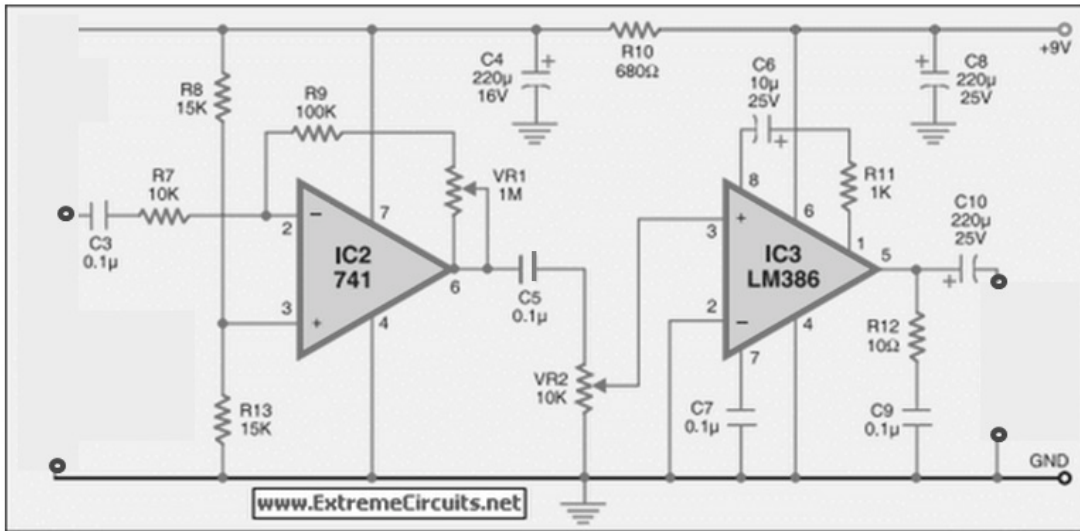 +9V
R10
680Ω
C4
220µ
16V
C6
10µ
25V
C8
220µ
25V
R8
15K
R9
100K
+
+
+
R7
10K
VR1
1M
R11
1K
C10
220µ
25V
C3
0.1µ
2
−
7
IC2
741
6
3
+
4
C5
0.1µ
8
6
1
3
+
IC3
LM386
5
+
2
−
4
7
R12
10Ω
VR2
10K
R13
15K
C7
0.1µ
C9
0.1µ
GND
www.ExtremeCircuits.net